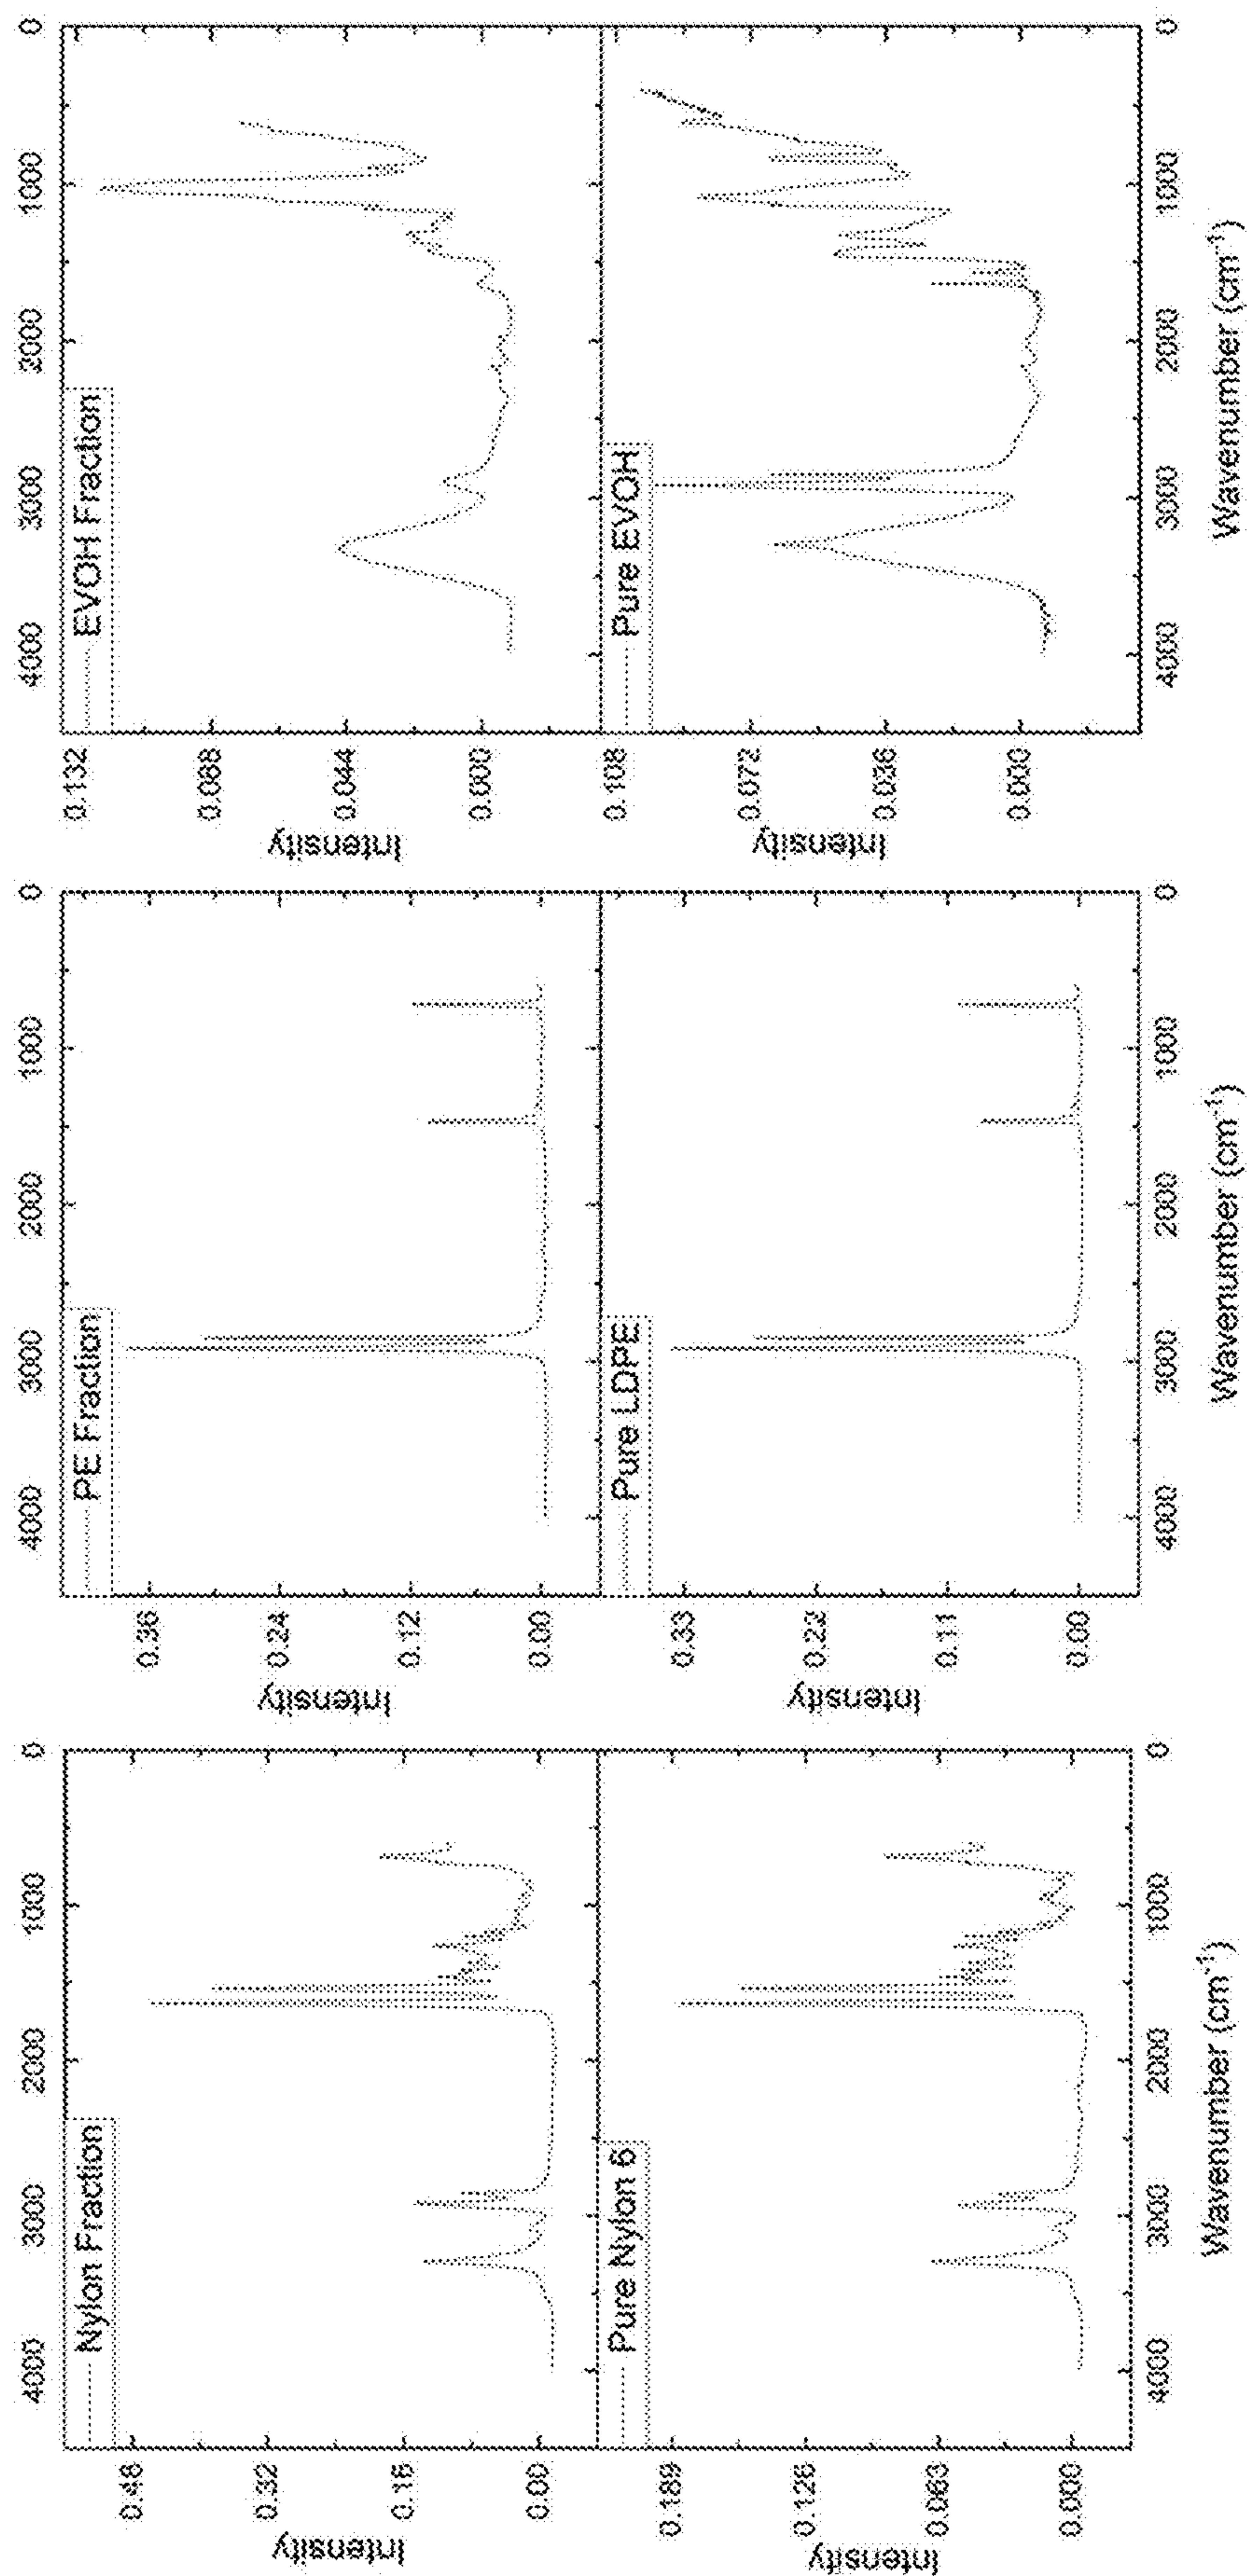 4000 3000 2000 1000 0
Nylon Fraction
0.48
0.32
0.16
0.00
Intensity
Pure Nylon 6
0.189
0.126
0.063
0.000
Intensity
4000 3000 2000 1000 0
Wavenumber (cm⁻¹)
4000 3000 2000 1000 0
PE Fraction
0.36
0.24
0.12
0.00
Intensity
Pure LDPE
0.33
0.22
0.11
0.00
Intensity
4000 3000 2000 1000 0
Wavenumber (cm⁻¹)
4000 3000 2000 1000 0
EVOH Fraction
0.132
0.088
0.044
0.000
Intensity
Pure EVOH
0.108
0.072
0.036
0.000
Intensity
4000 3000 2000 1000 0
Wavenumber (cm⁻¹)